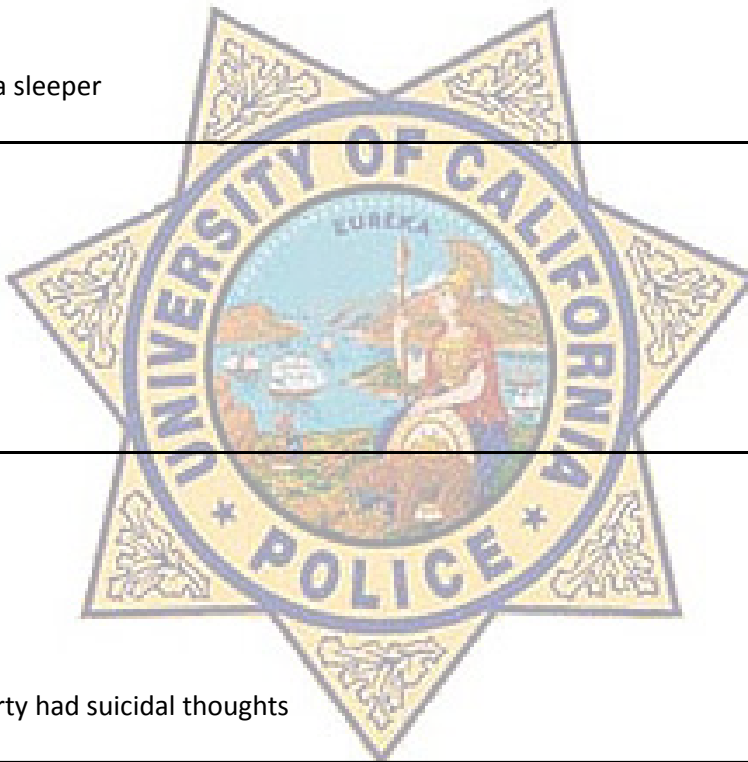 a sleeper
UNIVERSITY OF CALIFORNIA
EUREKA
★ POLICE ★
rty had suicidal thoughts